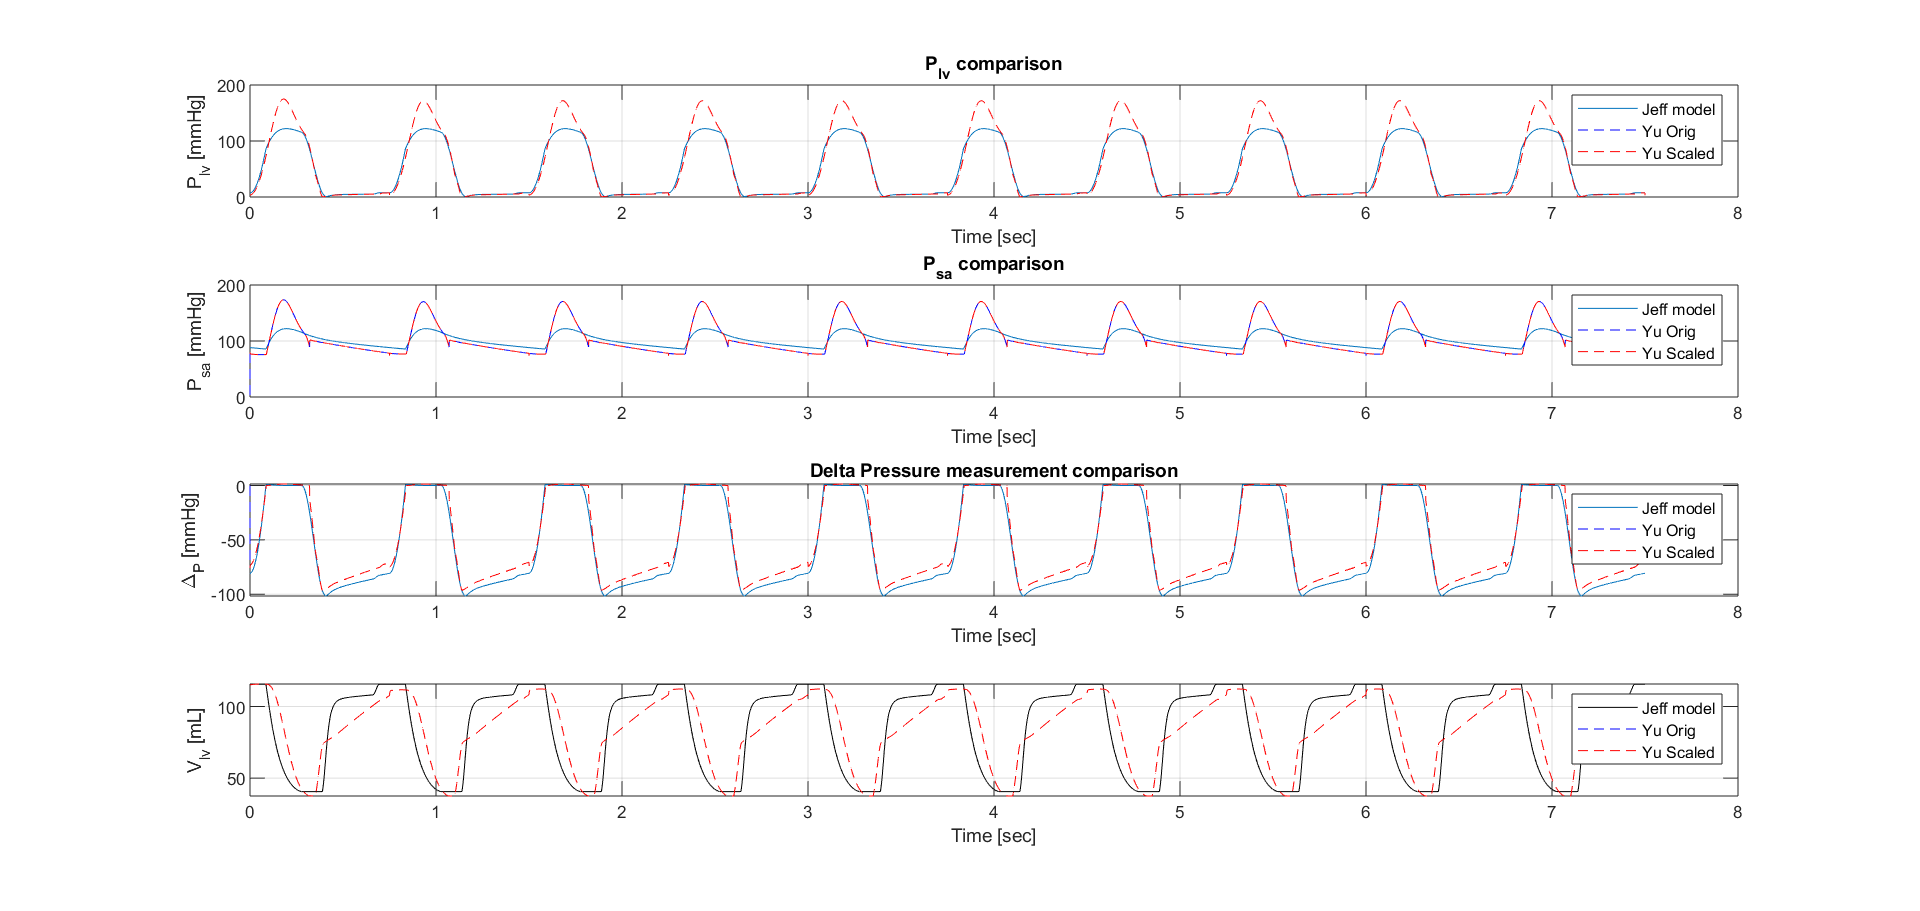 P_lv comparison
200
100
0
P_lv [mmHg]
Jeff model
Yu Orig
Yu Scaled
0 1 2 3 4 5 6 7 8
Time [sec]
P_sa comparison
200
100
0
P_sa [mmHg]
Jeff model
Yu Orig
Yu Scaled
0 1 2 3 4 5 6 7 8
Time [sec]
Delta Pressure measurement comparison
0
-50
-100
Δ_P [mmHg]
Jeff model
Yu Orig
Yu Scaled
0 1 2 3 4 5 6 7 8
Time [sec]
100
50
V_lv [mL]
Jeff model
Yu Orig
Yu Scaled
0 1 2 3 4 5 6 7 8
Time [sec]